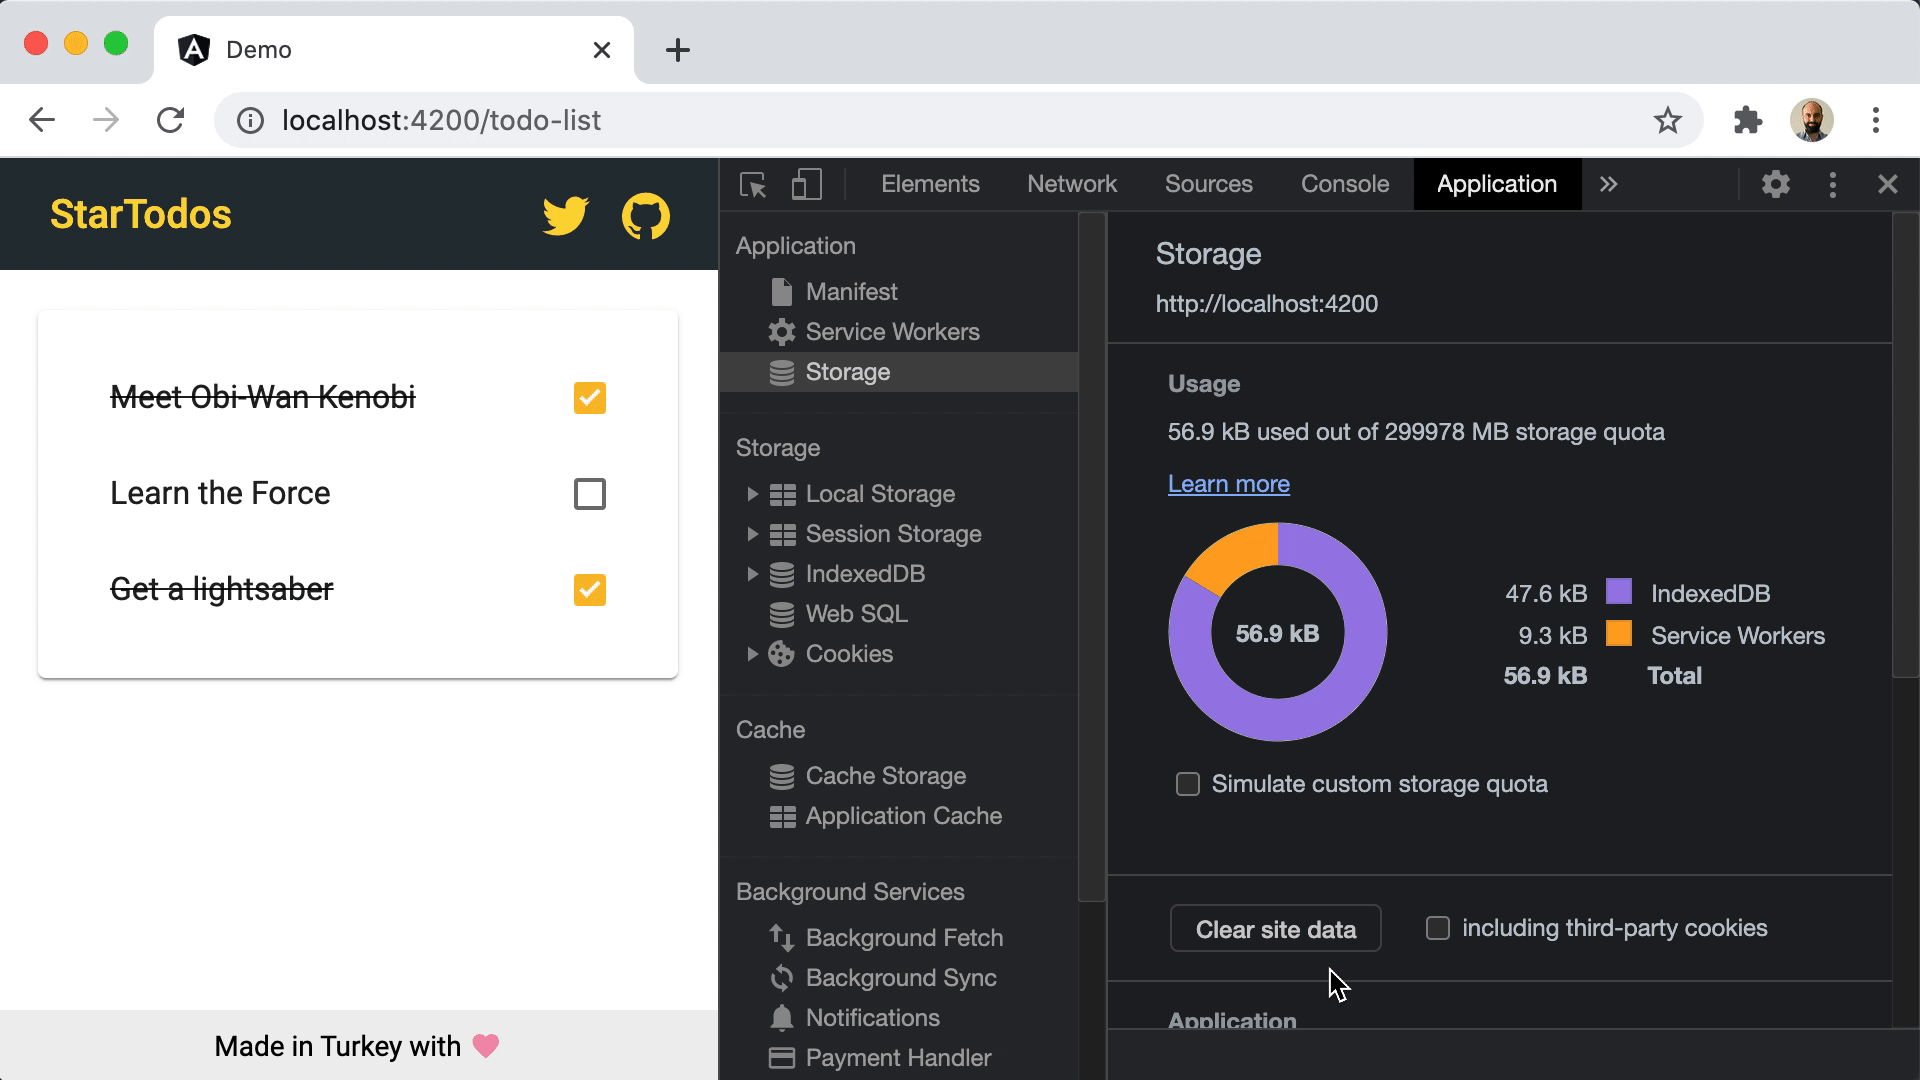 Demo
localhost:4200/todo-list
StarTodos
Meet Obi-Wan Kenobi
Learn the Force
Get a lightsaber
Made in Turkey with
Elements Network Sources Console Application
Application
Manifest
Service Workers
Storage
Storage
Local Storage
Session Storage
IndexedDB
Web SQL
Cookies
Cache
Cache Storage
Application Cache
Background Services
Background Fetch
Background Sync
Notifications
Payment Handler
Storage
http://localhost:4200
Usage
56.9 kB used out of 299978 MB storage quota
Learn more
56.9 kB
47.6 kB IndexedDB
9.3 kB Service Workers
56.9 kB Total
Simulate custom storage quota
Clear site data
including third-party cookies
Application